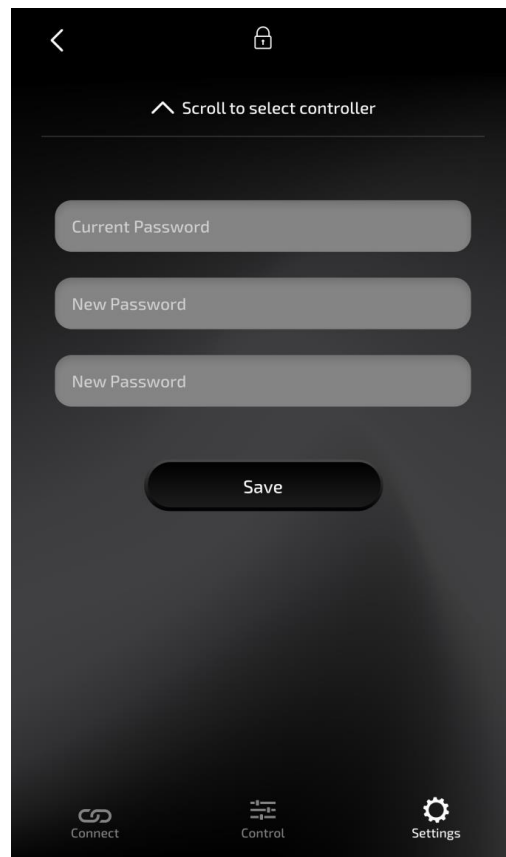 Scroll to select controller
Current Password
New Password
New Password
Save
Connect Control Settings